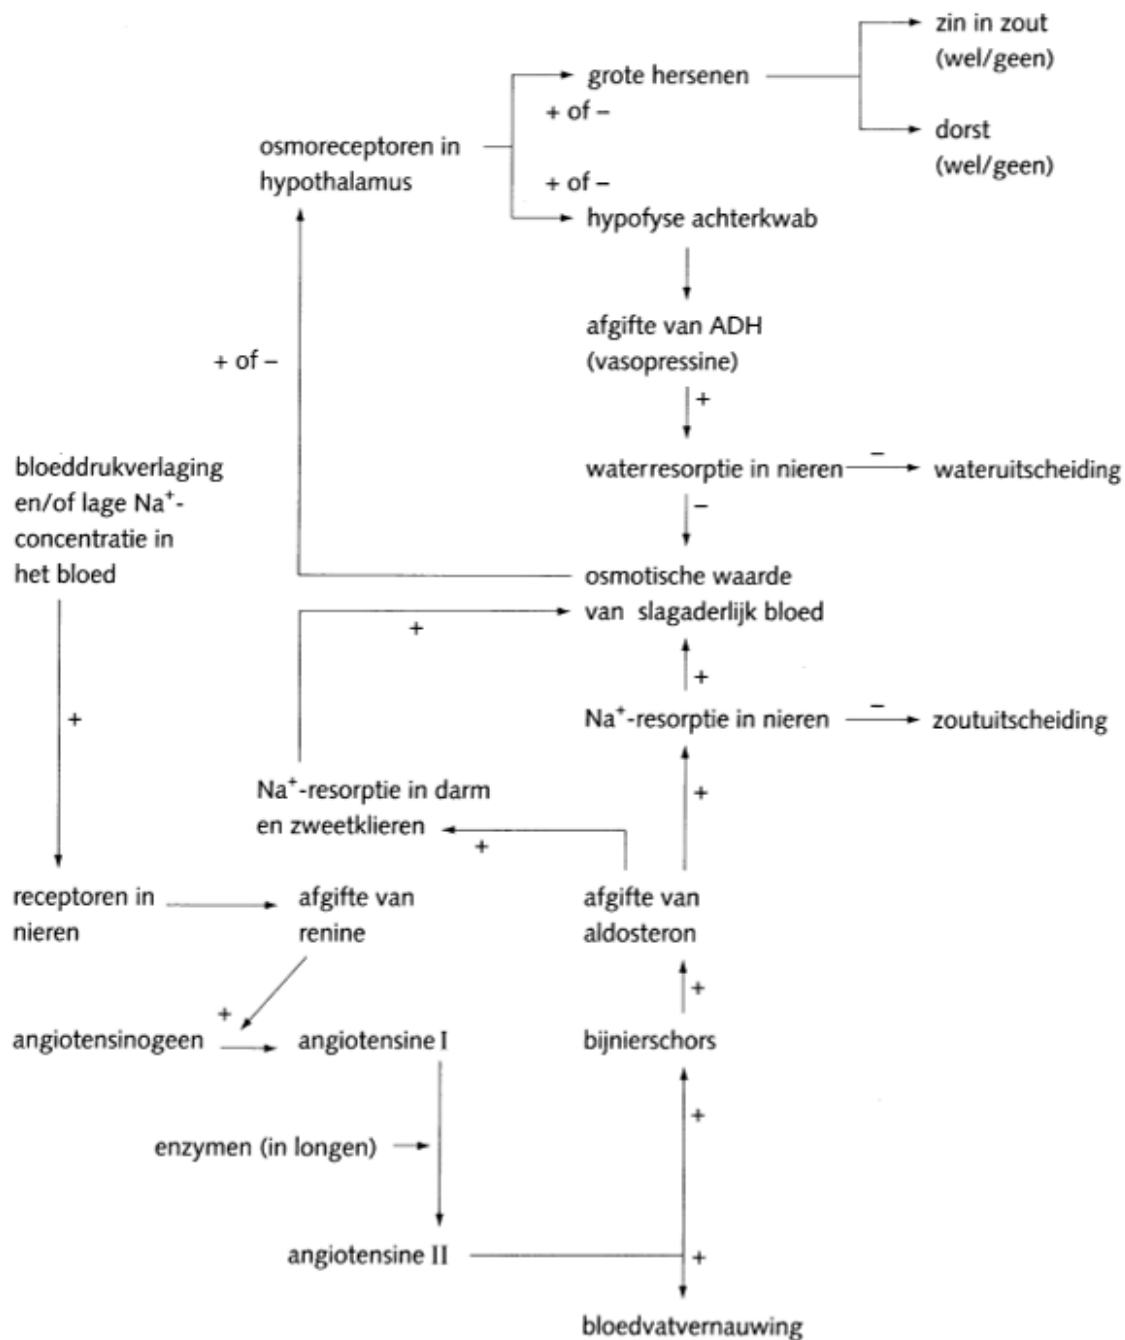 zin in zout
(wel/geen)
grote hersenen
+ of –
dorst
(wel/geen)
osmoreceptoren in
hypothalamus
+ of –
hypofyse achterkwab
afgifte van ADH
(vasopressine)
+ of –
+
bloeddrukverlaging
en/of lage Na⁺-
concentratie in
het bloed
waterresorptie in nieren
–
wateruitscheiding
–
osmotische waarde
van slagaderlijk bloed
+
+
+
Na⁺-resorptie in nieren
–
zoutuitscheiding
Na⁺-resorptie in darm
en zweetklieren
+
+
receptoren in
nieren
afgifte van
renine
afgifte van
aldosteron
+
+
angiotensinogeen
angiotensine I
bijnierschors
+
enzymen (in longen)
angiotensine II
+
bloedvatvernauwing